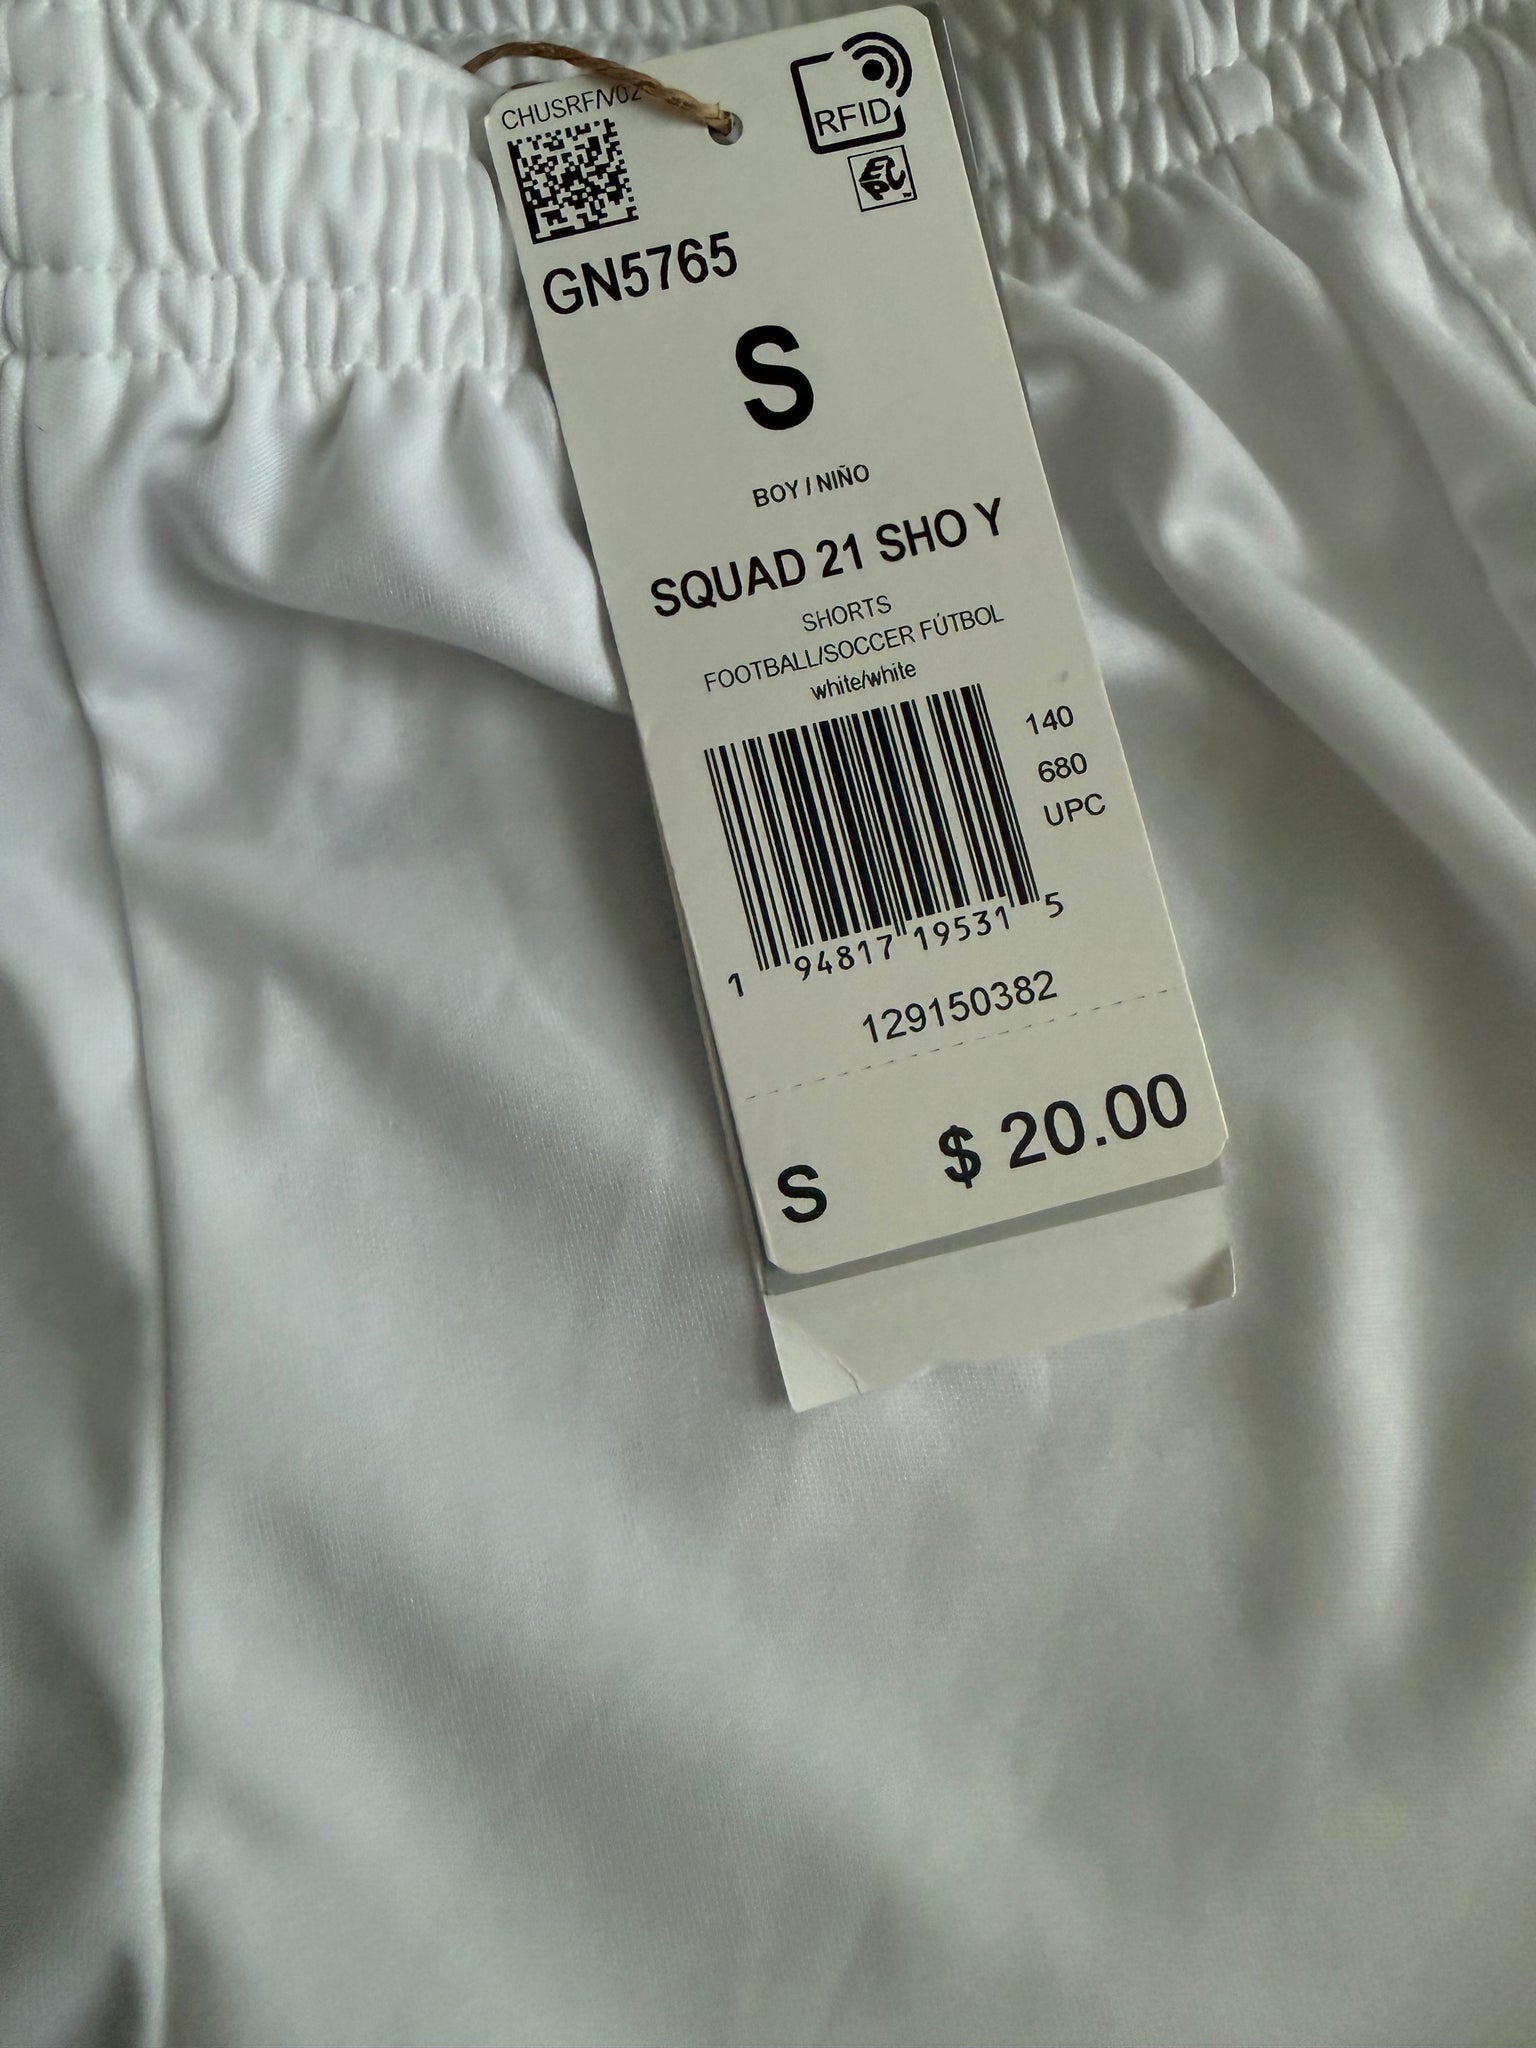 CHUSRFN02
RFID
EPC
GN5765
S
BOY / NIÑO
SQUAD 21 SHO Y
SHORTS
FOOTBALL/SOCCER FÚTBOL
white/white
140
680
UPC
1 94817 19531 5
129150382
S $ 20.00